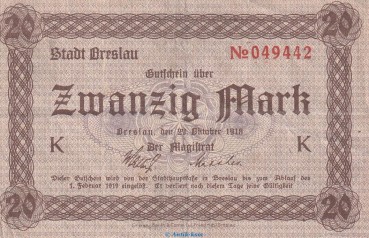 20 20
Stadt Breslau
№ 049442
Gutschein über
Zwanzig Mark
Breslau, den 29. Oktober 1918
K Der Magistrat K
Dieser Gutschein wird von der Stadthauptkasse in Breslau bis zum Ablauf des
1. Februar 1919 eingelöst. Er verliert nach diesem Tage seine Gültigkeit
20 20